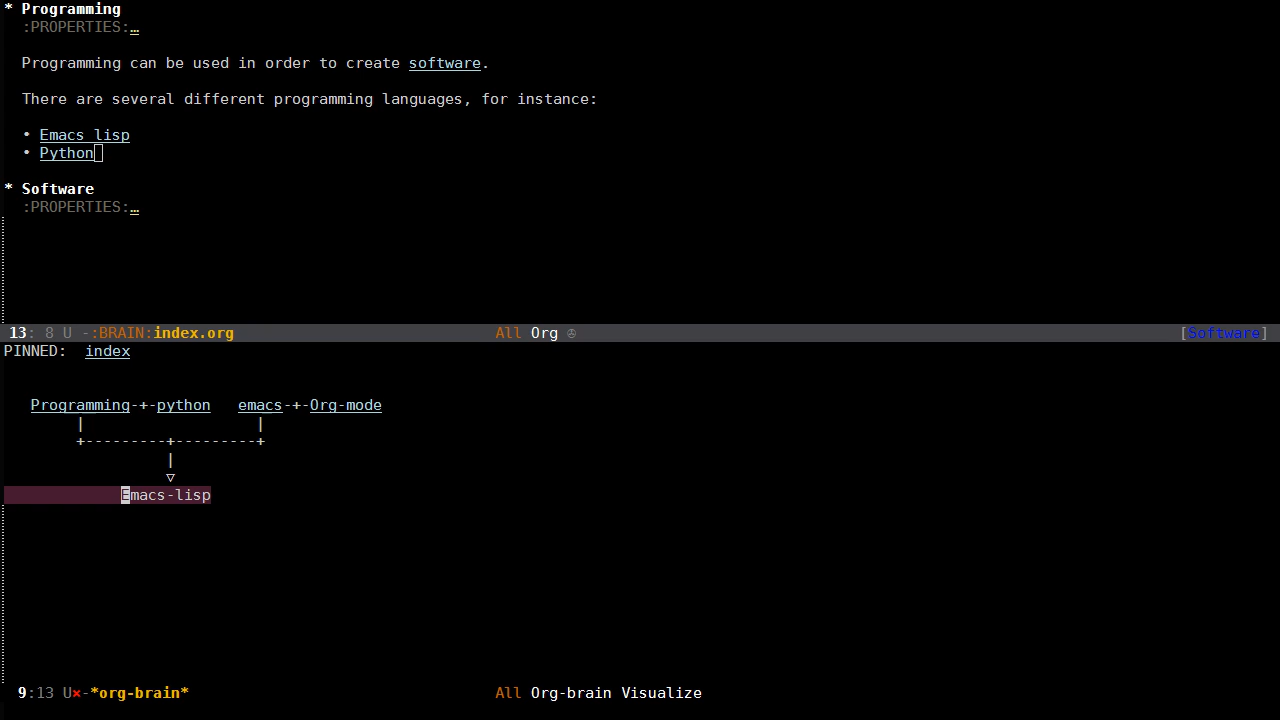 * Programming
  :PROPERTIES:…
  Programming can be used in order to create software.
  There are several different programming languages, for instance:
  • Emacs lisp
  • Python
* Software
  :PROPERTIES:…
13: 8 U -:BRAIN:index.org All Org ✇ [Software]
PINNED:  index
   Programming-+-python   emacs-+-Org-mode
        |                   |
        +---------+---------+
                  |
                  ▽
             Emacs-lisp
9:13 U×-*org-brain* All Org-brain Visualize